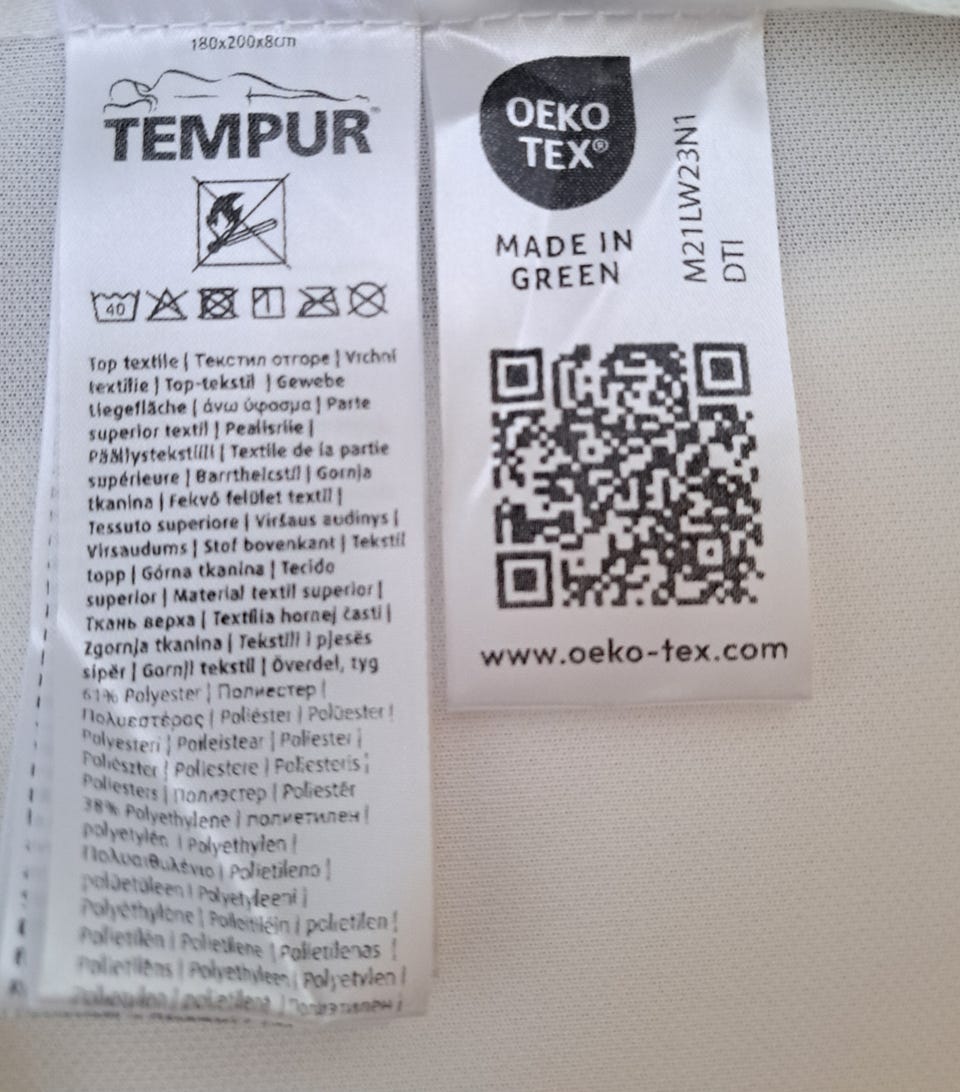 180x200x8cm
TEMPUR
40
Top textile | Текстил отгоре | Vrchní
textilie | Top-tekstil | Gewebe
Liegefläche | άνω ύφασμα | Parte
superior textil | Pealisriie |
Päällystekstiili | Textile de la partie
supérieure | Barrtheicstíl | Gornja
tkanina | Fekvő felület textil |
Tessuto superiore | Viršaus audinys |
Virsaudums | Stof bovenkant | Tekstil
topp | Górna tkanina | Tecido
superior | Material textil superior |
Ткань верха | Textília hornej časti |
Zgornja tkanina | Tekstili i pjesës
sipër | Gornji tekstil | Överdel, tyg
61% Polyester | Полиестер |
Πολυεστέρας | Poliéster | Polüester |
Polyesteri | Poileistear | Poliester |
Poliészter | Poliestere | Poliesteris |
Poliesters | Полиэстер | Poliestër
38% Polyethylene | полиетилен |
polyetylén | Polyethylen |
Πολυαιθυλένιο | Polietileno |
polüetüleen | Polyetyleeni |
Polyéthylène | Poileitiléin | polietilen |
Polietilén | Polietilene | Polietilenas |
Polietilēns | Polyethyleen | Polyetylen |
polietilenă | Полиэтилен |
OEKO
TEX®
MADE IN
GREEN
M21LW23N1
DTI
www.oeko-tex.com